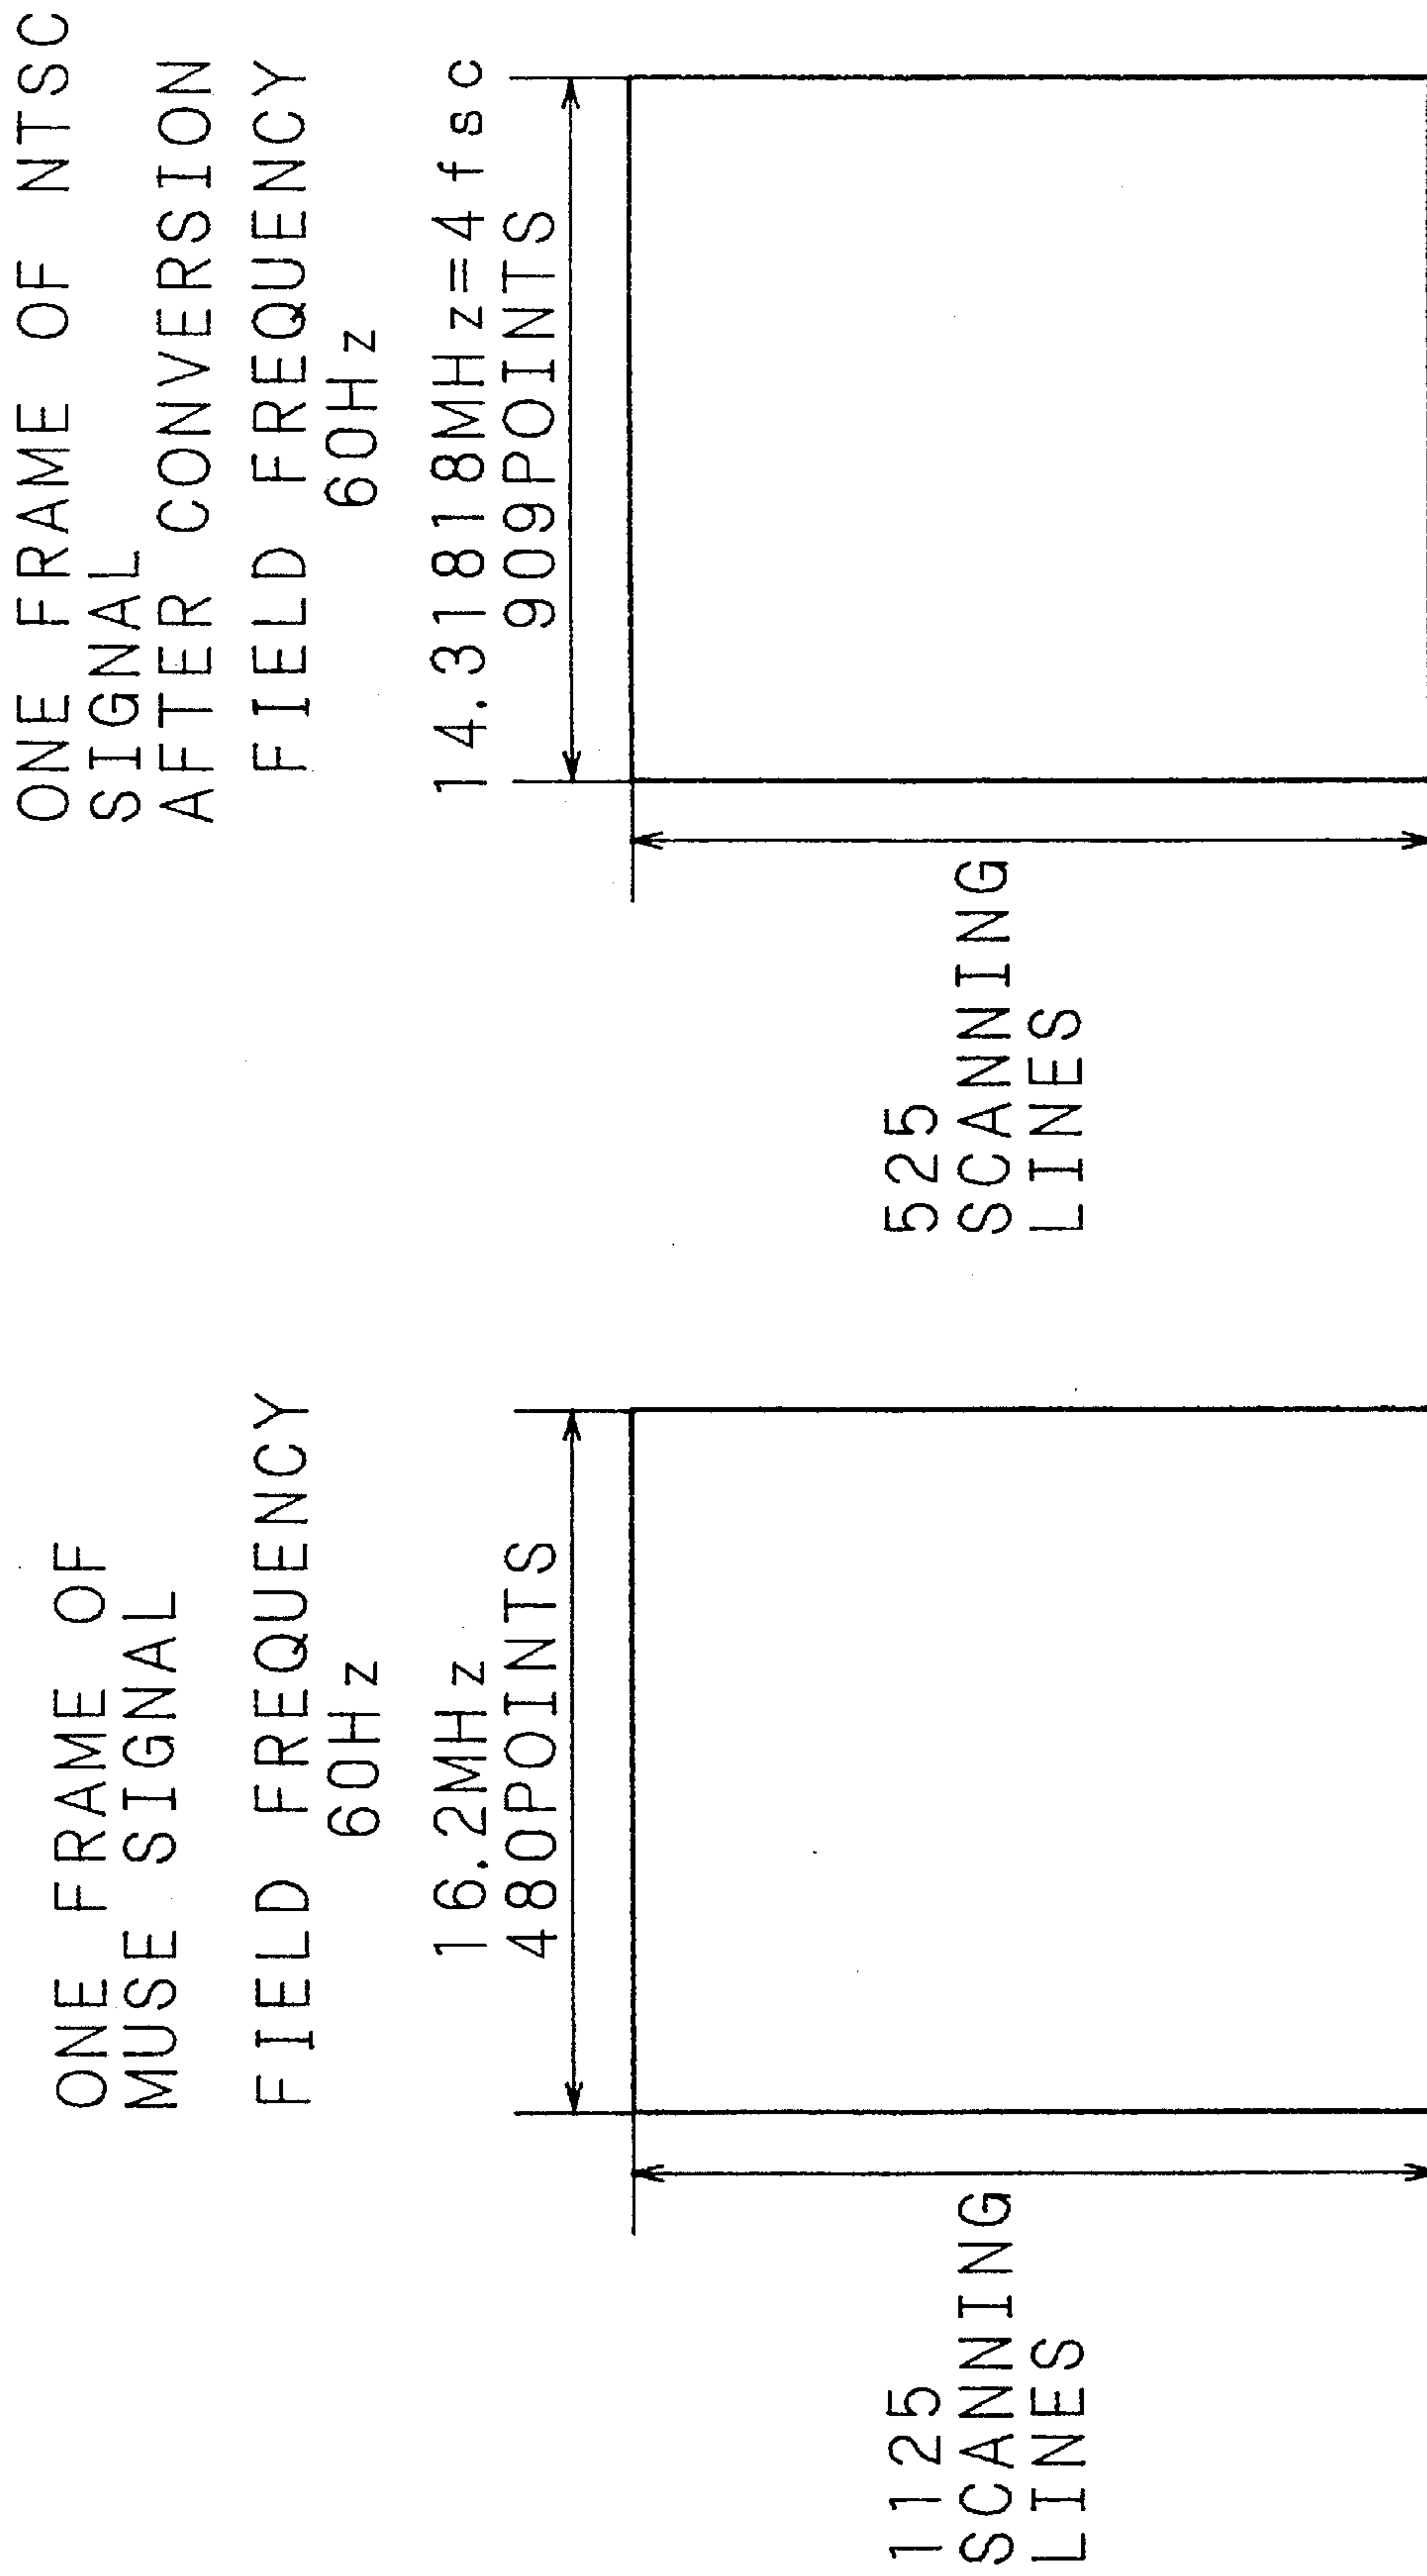 ONE FRAME OF
MUSE SIGNAL
FIELD FREQUENCY
60Hz
16.2MHz
480POINTS
1125
SCANNING
LINES
ONE FRAME OF NTSC
SIGNAL
AFTER CONVERSION
FIELD FREQUENCY
60Hz
14.31818MHz=4fsc
909POINTS
525
SCANNING
LINES